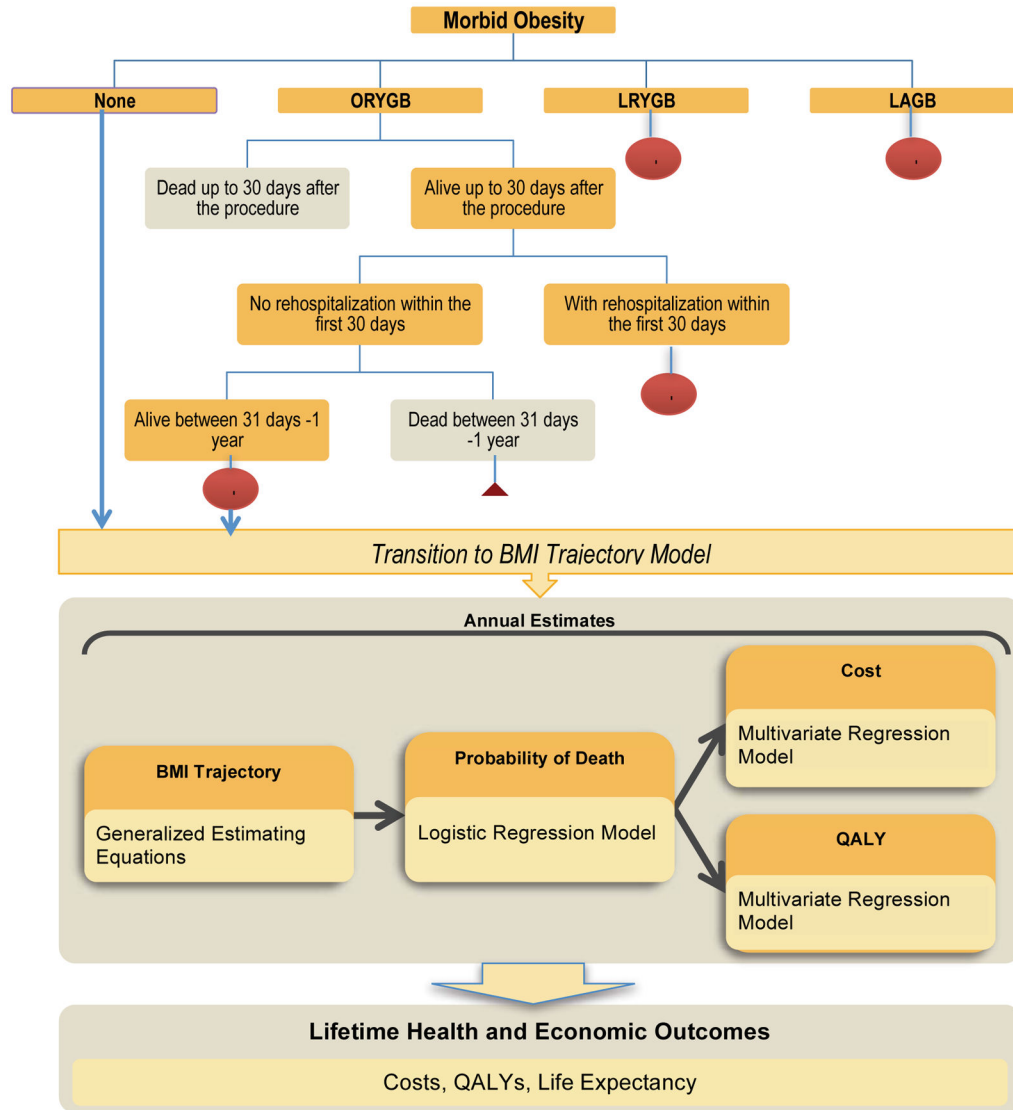 Morbid Obesity
None
ORYGB
LRYGB
LAGB
Dead up to 30 days after
the procedure
Alive up to 30 days after
the procedure
No rehospitalization within the
first 30 days
With rehospitalization within
the first 30 days
Alive between 31 days -1
year
Dead between 31 days
-1 year
Transition to BMI Trajectory Model
Annual Estimates
BMI Trajectory
Generalized Estimating
Equations
Probability of Death
Logistic Regression Model
Cost
Multivariate Regression
Model
QALY
Multivariate Regression
Model
Lifetime Health and Economic Outcomes
Costs, QALYs, Life Expectancy